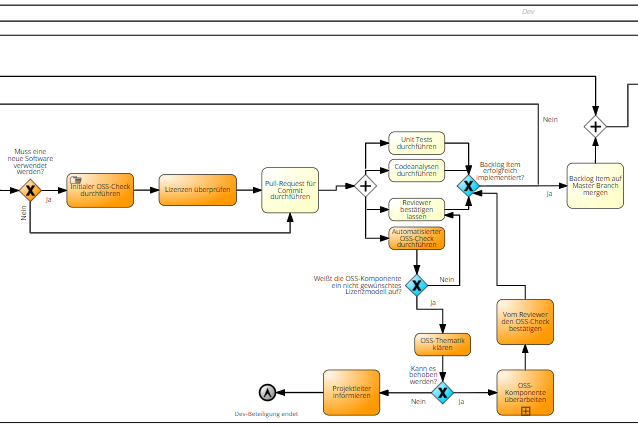 Dev
Muss eine
neue Software
verwendet
werden?
Ja
Nein
Initialer OSS-Check
durchführen
Lizenzen überprüfen
Pull-Request für
Commit
durchführen
Unit Tests
durchführen
Codeanalysen
durchführen
Reviewer
bestätigen
lassen
Automatisierter
OSS-Check
durchführen
Backlog Item
erfolgreich
implementiert?
Nein
Ja
Backlog Item auf
Master Branch
mergen
Weißt die OSS-Komponente
ein nicht gewünschtes
Lizenzmodell auf?
Nein
Ja
OSS-Thematik
klären
Vom Reviewer
den OSS-Check
bestätigen
Kann es
behoben
werden?
Nein
Ja
OSS-
Komponente
überarbeiten
Projektleiter
informieren
Dev-Beteiligung endet